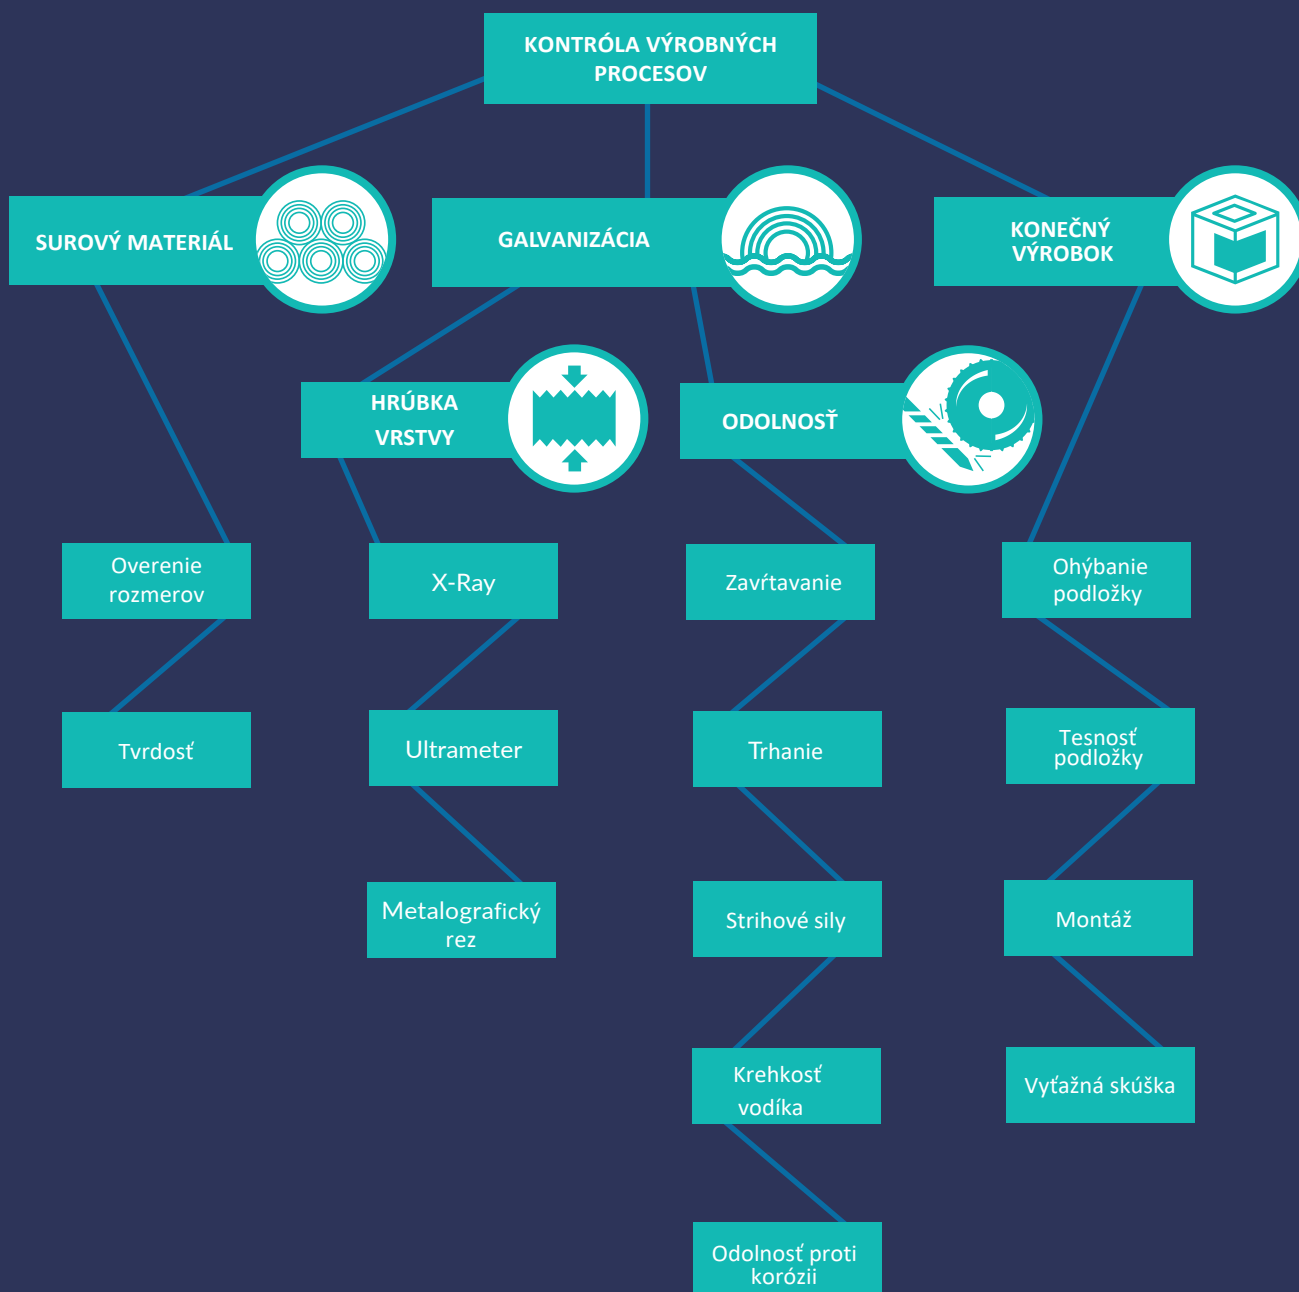 KONTRÓLA VÝROBNÝCH
PROCESOV
SUROVÝ MATERIÁL
GALVANIZÁCIA
KONEČNÝ
VÝROBOK
HRÚBKA
VRSTVY
ODOLNOSŤ
Overenie
rozmerov
X-Ray
Zavŕtavanie
Ohýbanie
podložky
Tvrdosť
Ultrameter
Trhanie
Tesnosť
podložky
Metalografický
rez
Strihové sily
Montáž
Krehkosť
vodíka
Vyťažná skúška
Odolnosť proti
korózii